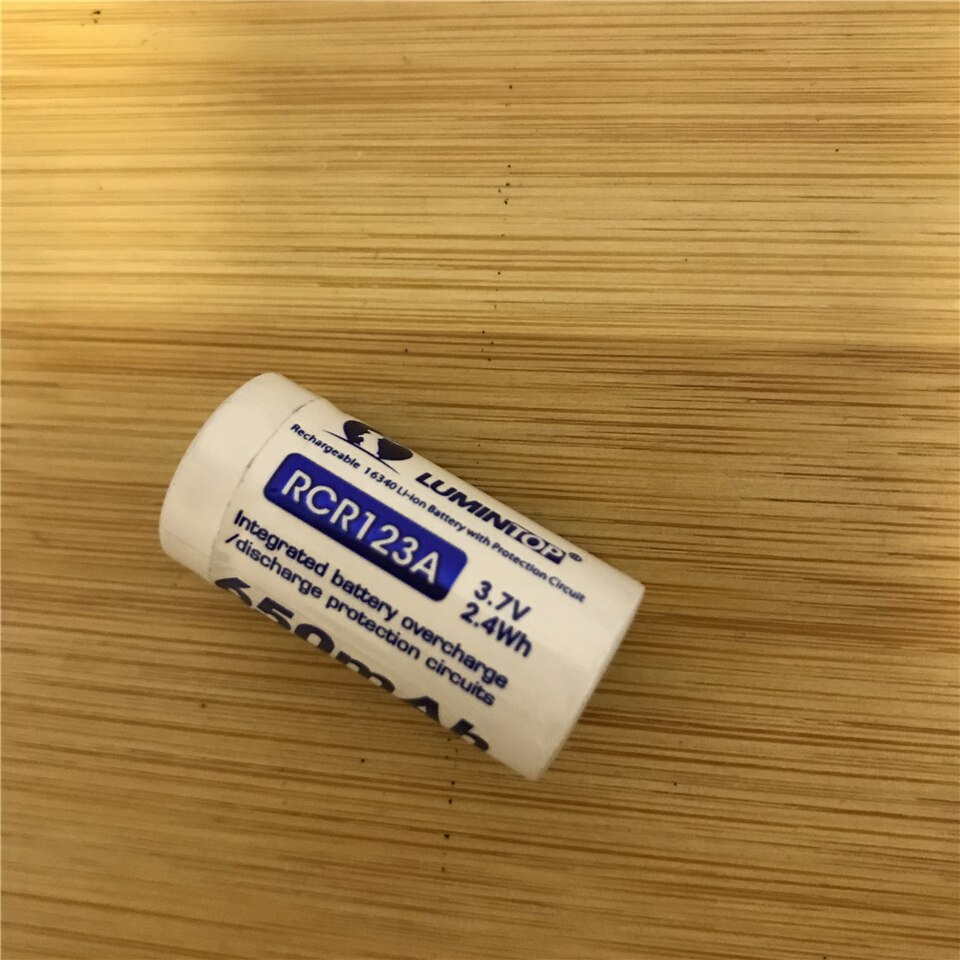 LUMINTOP®
Rechargeable 16340 Li-ion Battery with Protection Circuit
RCR123A
3.7V
2.4Wh
Integrated battery overcharge
/discharge protection circuits
650mAh